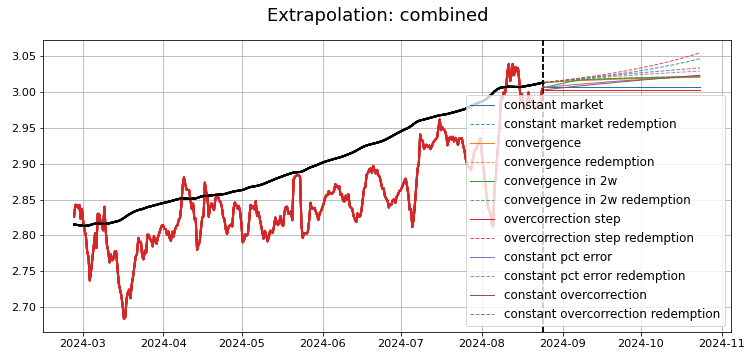 Extrapolation: combined
3.05
3.00
2.95
2.90
2.85
2.80
2.75
2.70
constant market
constant market redemption
convergence
convergence redemption
convergence in 2w
convergence in 2w redemption
overcorrection step
overcorrection step redemption
constant pct error
constant pct error redemption
constant overcorrection
constant overcorrection redemption
2024-03 2024-04 2024-05 2024-06 2024-07 2024-08 2024-09 2024-10 2024-11